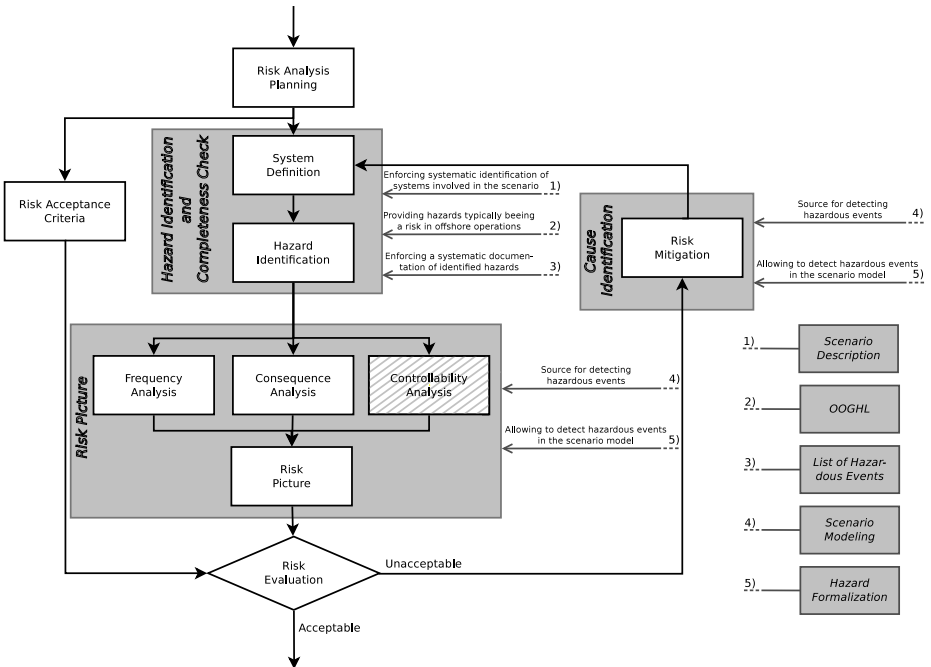 Risk Analysis
Planning
Hazard Identification
and
Completeness Check
System
Definition
Enforcing systematic identification of
systems involved in the scenario
1)
Risk Acceptance
Criteria
Providing hazards typically beeing
a risk in offshore operations
2)
Hazard
Identification
Enforcing a systematic documen-
tation of identified hazards
3)
Cause
Identification
Risk
Mitigation
Source for detecting
hazardous events
4)
Allowing to detect hazardous events
in the scenario model
5)
Risk Picture
Frequency
Analysis
Consequence
Analysis
Controllability
Analysis
Source for detecting
hazardous events
4)
Allowing to detect hazardous events
in the scenario model
5)
Risk
Picture
Risk
Evaluation
Unacceptable
Acceptable
1)
Scenario
Description
2)
OOGHL
3)
List of Hazar-
dous Events
4)
Scenario
Modeling
5)
Hazard
Formalization